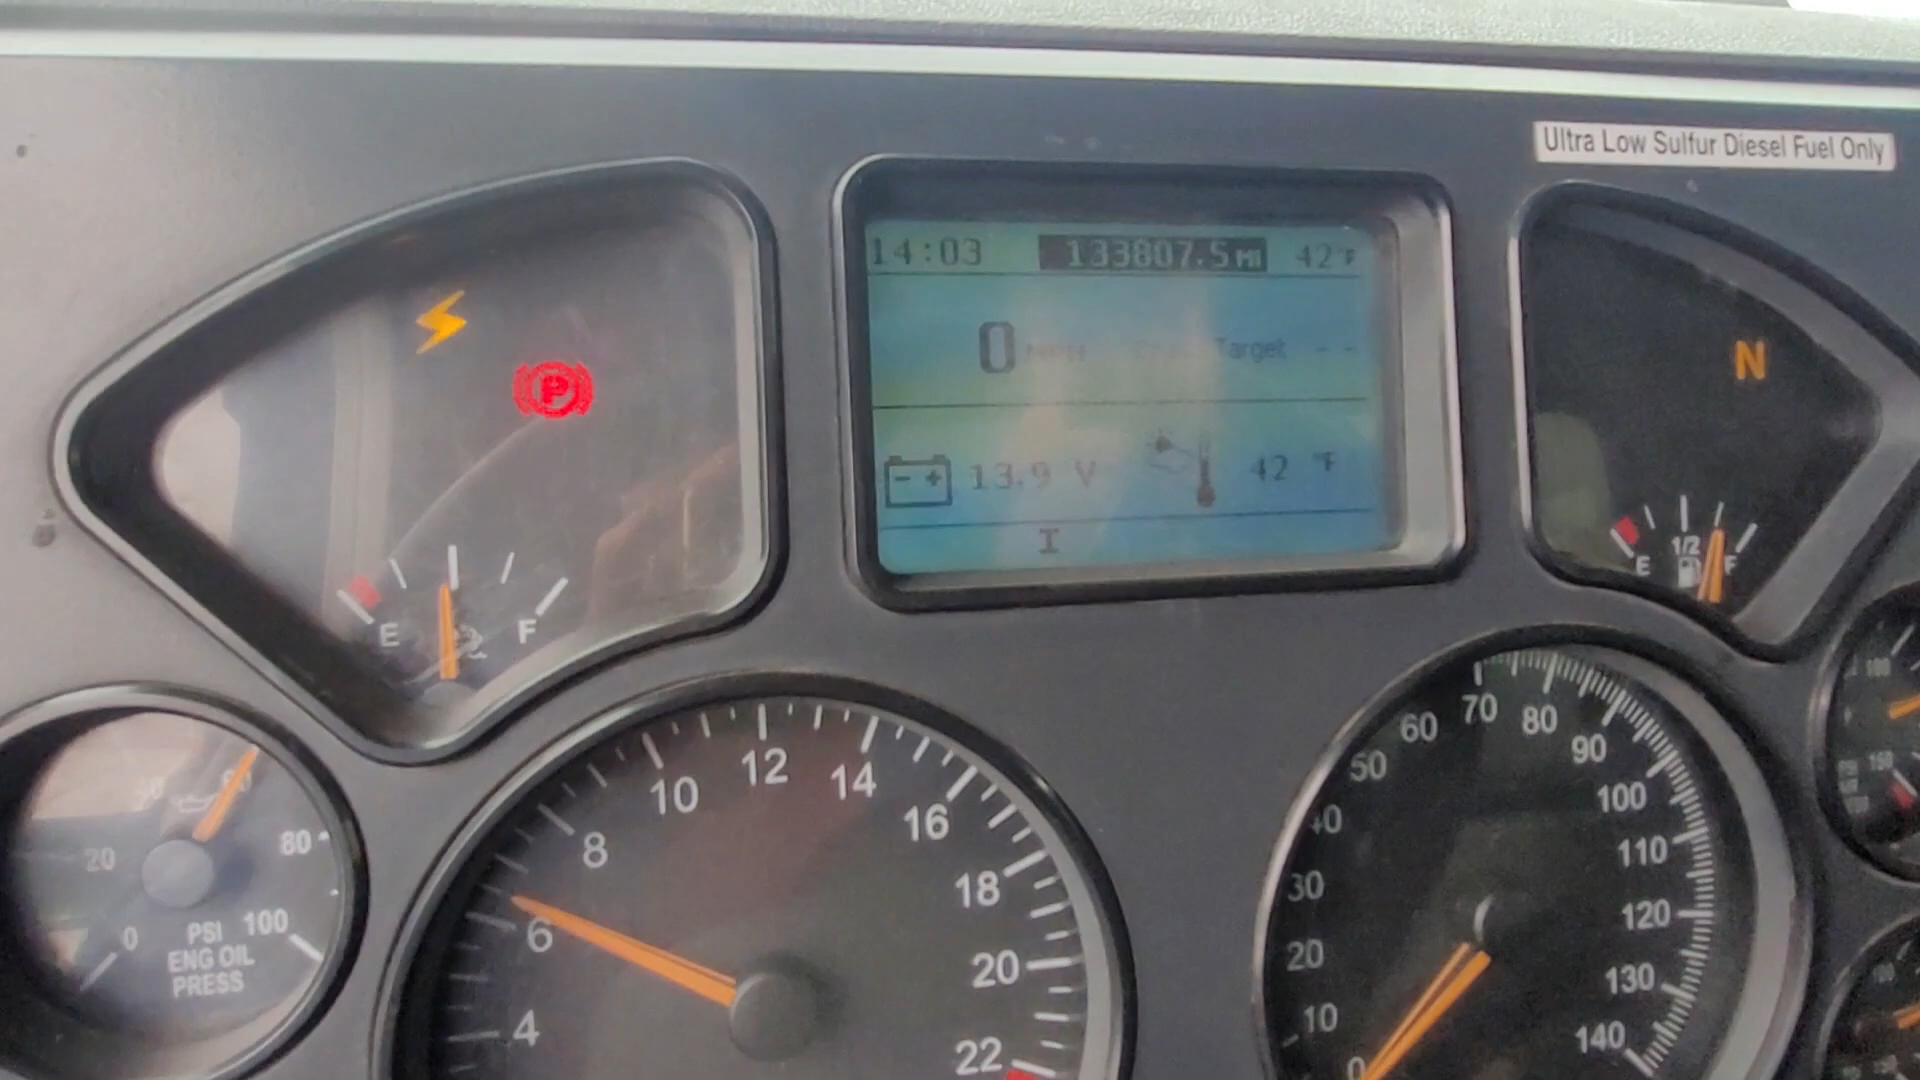 Ultra Low Sulfur Diesel Fuel Only
14:03 133807.5 MI 42°F
0 Target - -
13.9 V 42 °F
I
P
N
E F
E 1/2 F
0 20 80 100
PSI
ENG OIL
PRESS
4 6 8 10 12 14 16 18 20 22
0 10 20 30 40 50 60 70 80 90 100 110 120 130 140
100
150